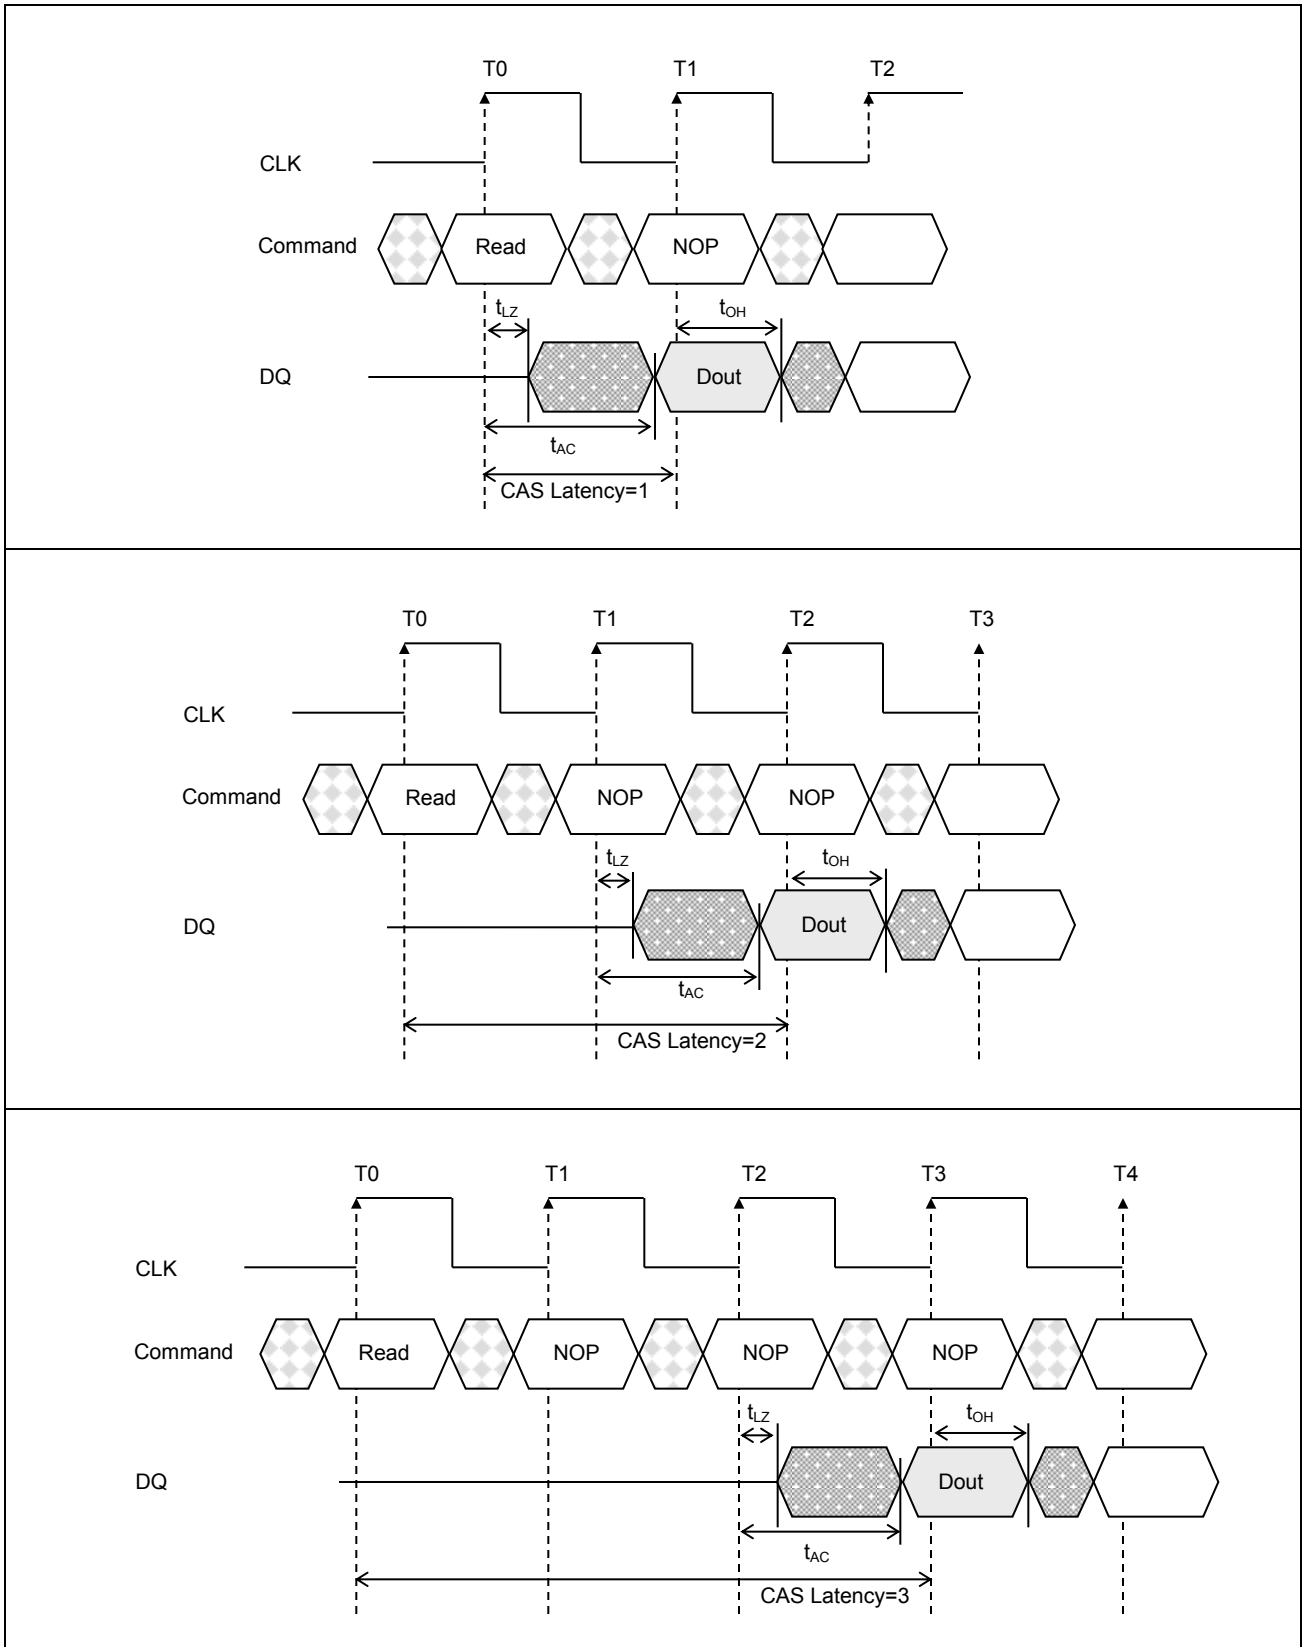 T0 T1 T2
CLK
Command Read NOP
tLZ tOH
DQ Dout
tAC
CAS Latency=1
T0 T1 T2 T3
CLK
Command Read NOP NOP
tLZ tOH
DQ Dout
tAC
CAS Latency=2
T0 T1 T2 T3 T4
CLK
Command Read NOP NOP NOP
tLZ tOH
DQ Dout
tAC
CAS Latency=3